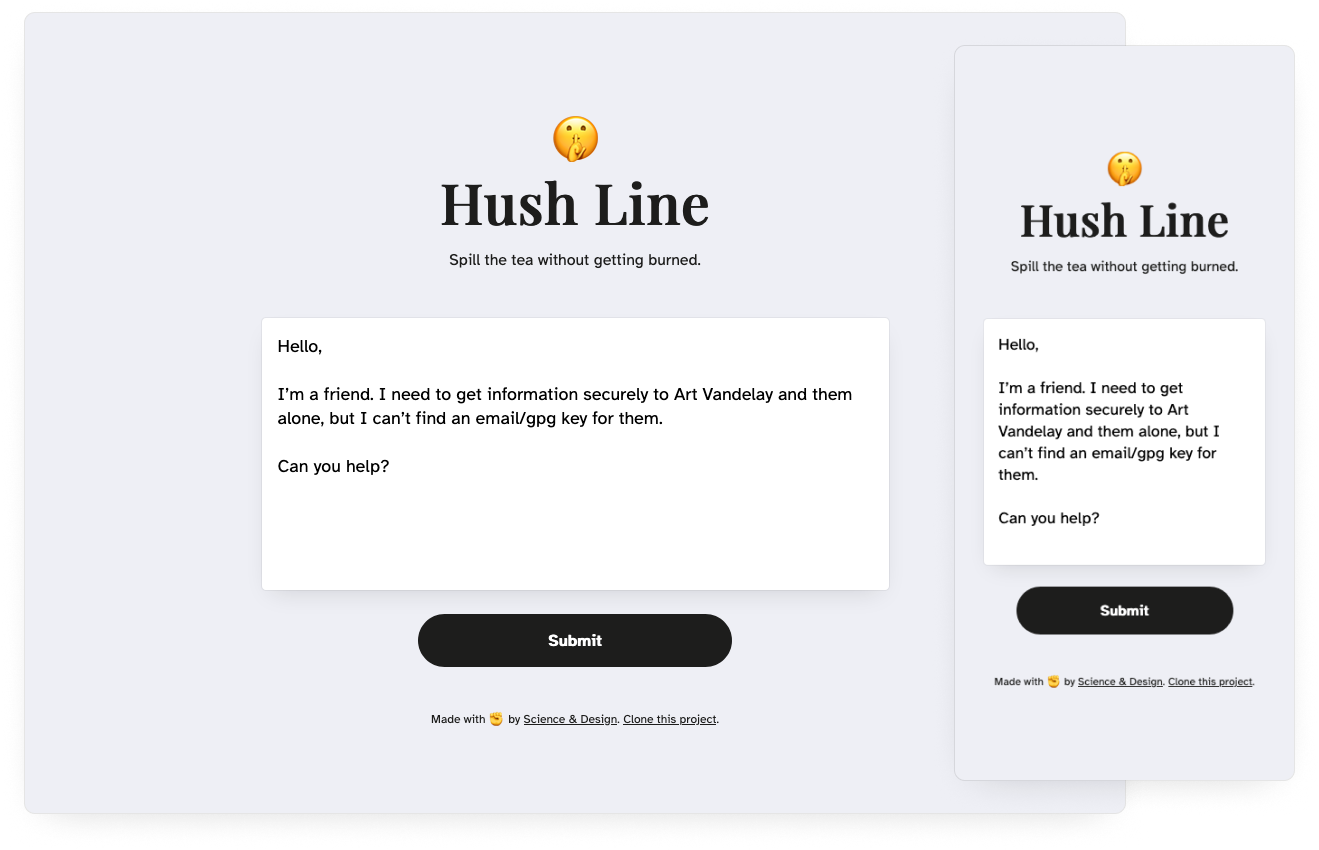 Hush Line
Spill the tea without getting burned.
Hello,
I’m a friend. I need to get information securely to Art Vandelay and them
alone, but I can’t find an email/gpg key for them.
Can you help?
Submit
Made with ✊ by Science & Design. Clone this project.
Hush Line
Spill the tea without getting burned.
Hello,
I’m a friend. I need to get
information securely to Art
Vandelay and them alone, but I
can’t find an email/gpg key for
them.
Can you help?
Submit
Made with ✊ by Science & Design. Clone this project.